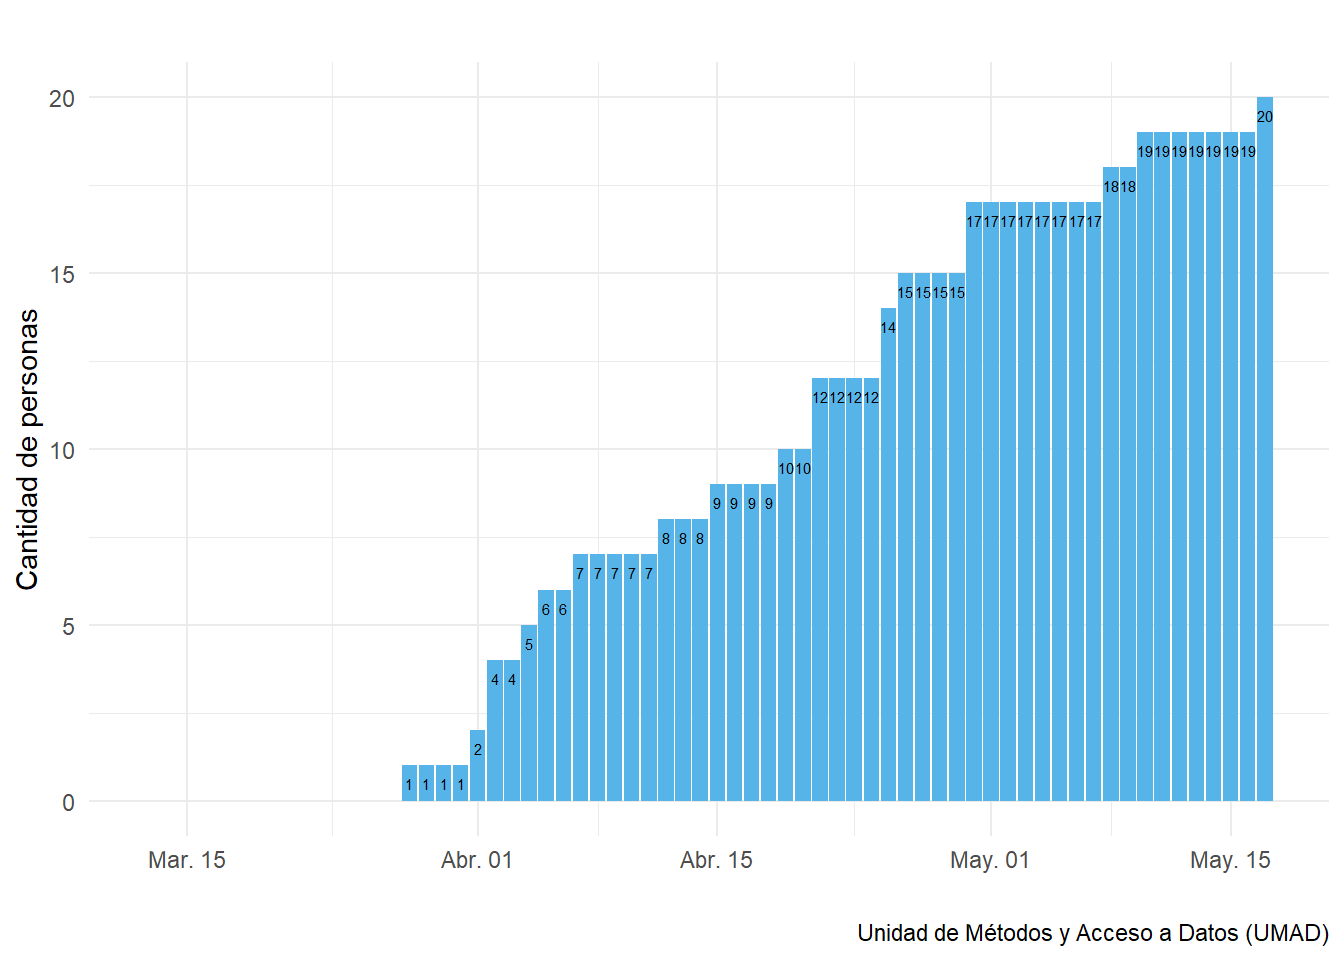 Cantidad de personas
20
15
10
5
0
1 1 1 1 2 4 4 5 6 6 7 7 7 7 7 8 8 8 9 9 9 9 10 10 12 12 12 12 14 15 15 15 15 17 17 17 17 17 17 17 17 18 18 19 19 19 19 19 19 19 20
Mar. 15 Abr. 01 Abr. 15 May. 01 May. 15
Unidad de Métodos y Acceso a Datos (UMAD)